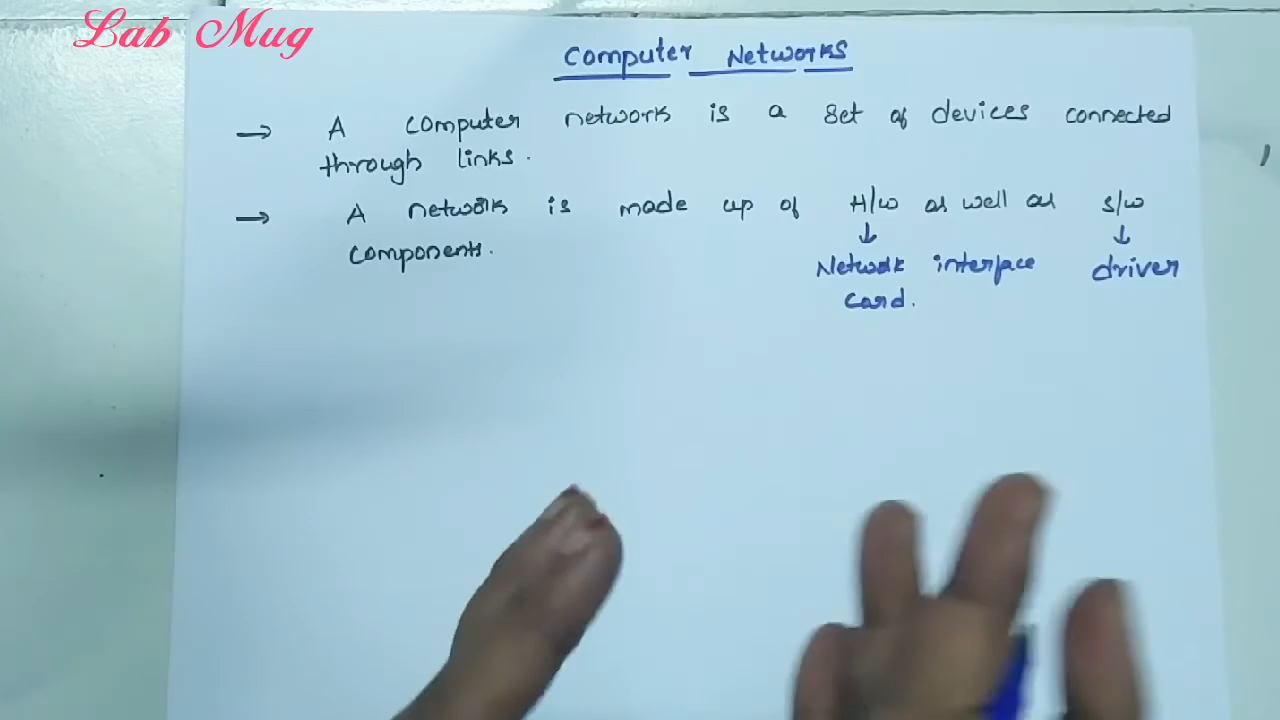 Lab Mug
Computer Networks
→ A computer network is a set of devices connected
through links.
→ A network is made up of H/w as well as s/w
components.
↓ ↓
Network interface driver
card.